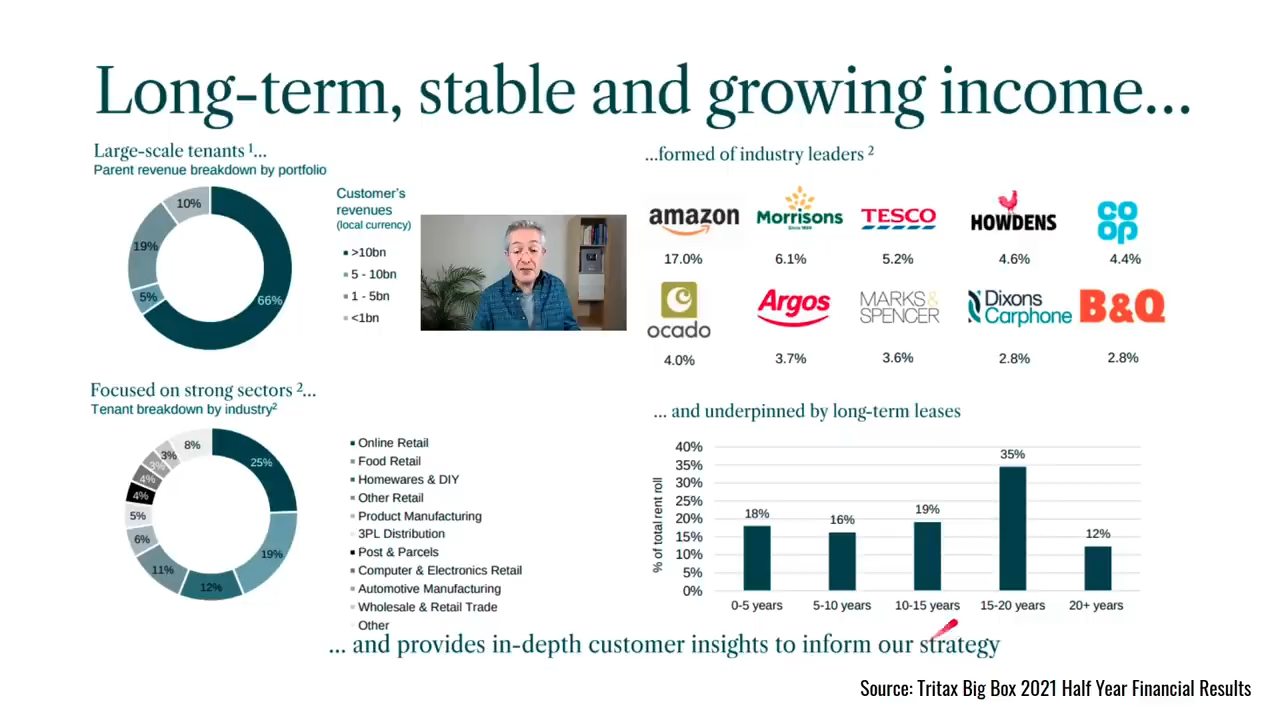 Long-term, stable and growing income...
Large-scale tenants 1...
Parent revenue breakdown by portfolio
10%
19%
5%
66%
Customer's
revenues
(local currency)
>10bn
5 - 10bn
1 - 5bn
<1bn
...formed of industry leaders 2
amazon
Morrisons
Since 1899
TESCO
HOWDENS
CO
OP
17.0%
6.1%
5.2%
4.6%
4.4%
ocado
Argos
MARKS&
SPENCER
Dixons
Carphone
B&Q
4.0%
3.7%
3.6%
2.8%
2.8%
Focused on strong sectors 2...
Tenant breakdown by industry2
8%
3%
3%
4%
4%
5%
6%
11%
12%
19%
25%
Online Retail
Food Retail
Homewares & DIY
Other Retail
Product Manufacturing
3PL Distribution
Post & Parcels
Computer & Electronics Retail
Automotive Manufacturing
Wholesale & Retail Trade
Other
... and underpinned by long-term leases
% of total rent roll
40%
35%
30%
25%
20%
15%
10%
5%
0%
18%
16%
19%
35%
12%
0-5 years
5-10 years
10-15 years
15-20 years
20+ years
... and provides in-depth customer insights to inform our strategy
Source: Tritax Big Box 2021 Half Year Financial Results